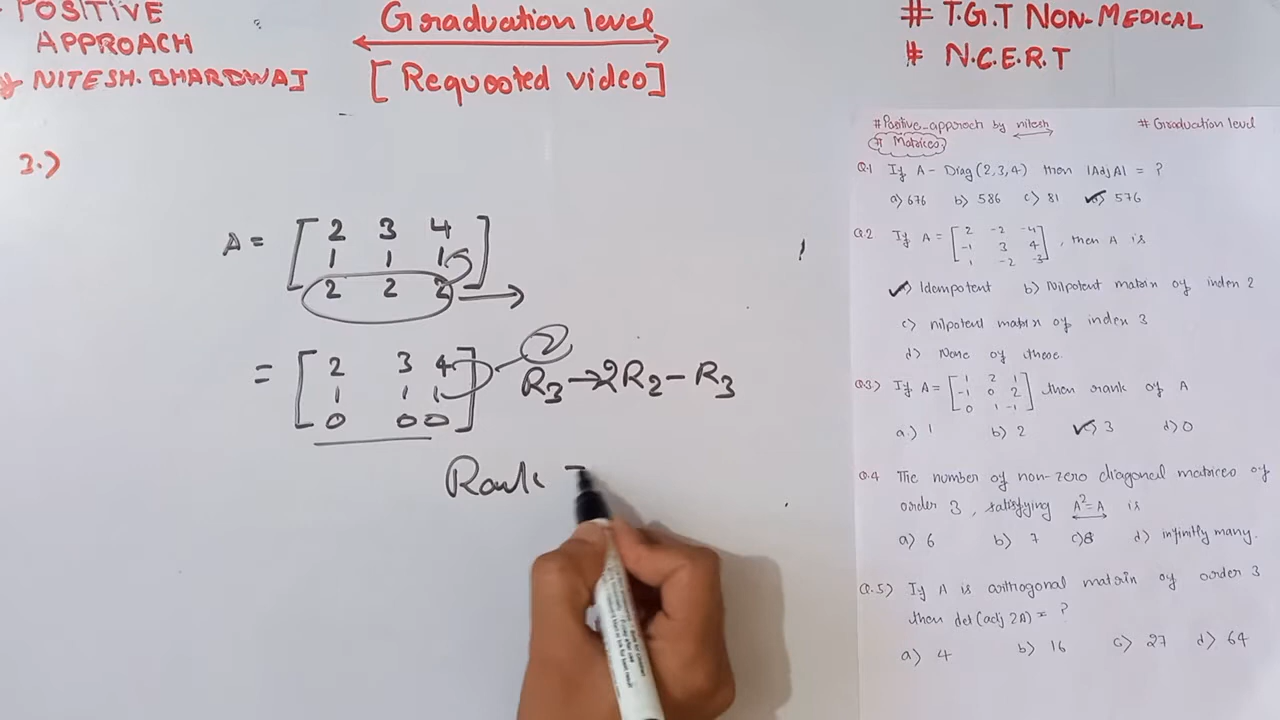 POSITIVE
APPROACH
NITESH. BHARDWAJ
Graduation level
[Requested video]
# T.G.T NON-MEDICAL
# N.C.E.R.T
3.)
A = [2 3 4
1 1 1
2 2 2]
= [2 3 4
1 1 1
0 0 0]
2
R3 → 2R2 - R3
Rank =
#Positive_approch by nitesh
# Graduation level
# Matrices
Q.1 If A - Diag (2,3,4) then |Adj A| = ?
a) 676 b) 586 c) 81 d) 576
Q.2 If A = [2 -2 -4
-1 3 4
1 -2 -3], then A is
a) Idempotent b) Nilpotent matrix of index 2
c) nilpotent matrix of index 3
d) None of these.
Q.3) If A = [1 2 1
-1 0 2
0 1 -1] then rank of A
a.) 1 b) 2 c) 3 d) 0
Q.4 The number of non-zero diagonal matrices of
order 3, satisfying A²=A is
a) 6 b) 7 c) 8 d) infinitly many.
Q.5) If A is orthogonal matrix of order 3
then det (adj 2A) = ?
a) 4 b) 16 c) 27 d) 64